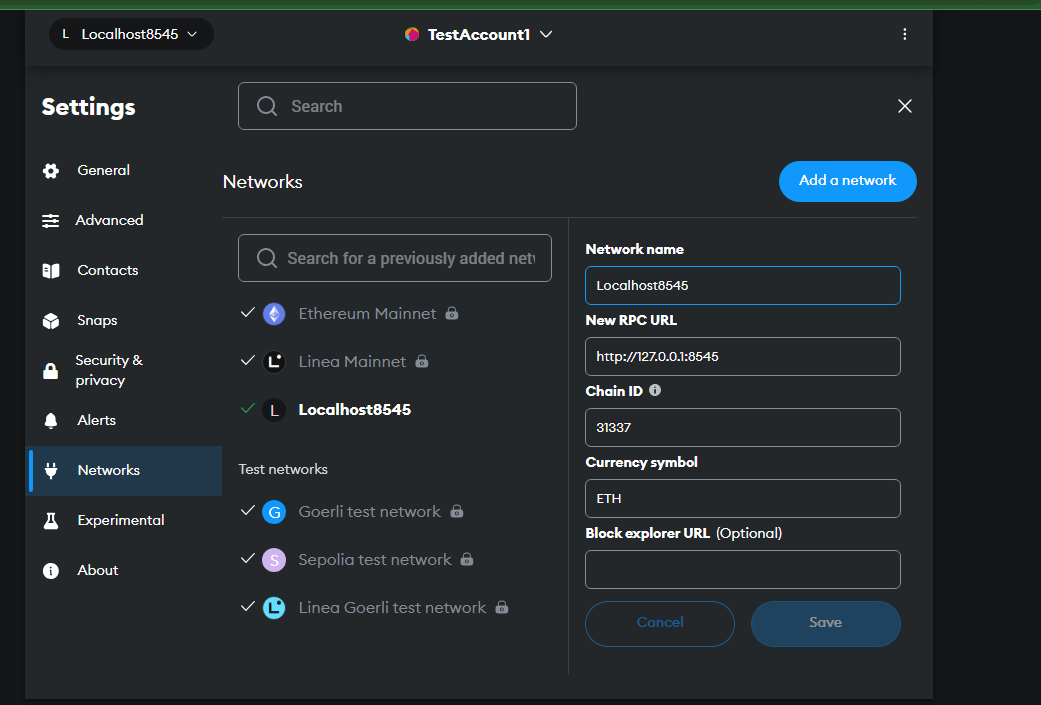 L Localhost8545
TestAccount1
Settings
Search
General
Advanced
Contacts
Snaps
Security &
privacy
Alerts
Networks
Experimental
About
Networks
Add a network
Search for a previously added netv
Ethereum Mainnet
L Linea Mainnet
L Localhost8545
Test networks
G Goerli test network
S Sepolia test network
L Linea Goerli test network
Network name
Localhost8545
New RPC URL
http://127.0.0.1:8545
Chain ID
31337
Currency symbol
ETH
Block explorer URL (Optional)
Cancel
Save